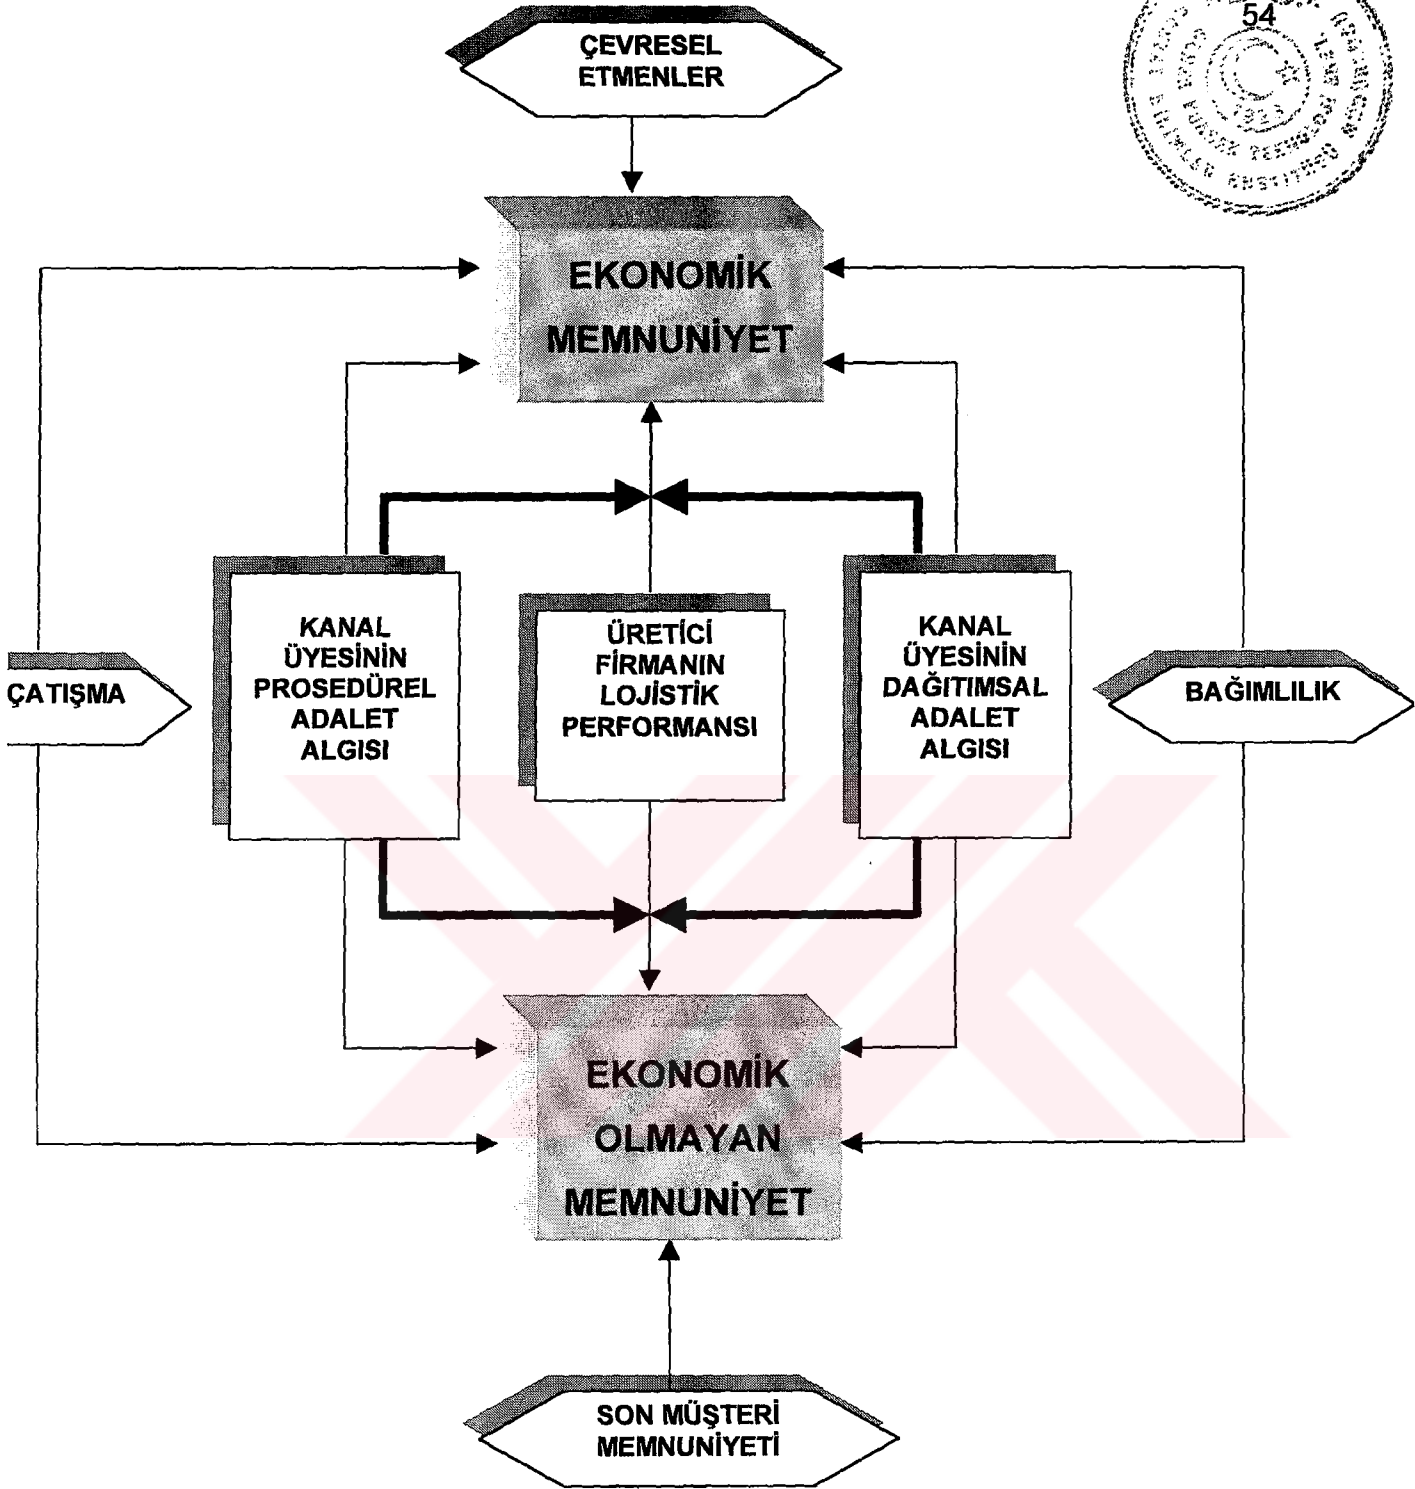 54
ÇEVRESEL
ETMENLER
EKONOMİK
MEMNUNİYET
KANAL
ÜYESİNİN
PROSEDÜREL
ADALET
ALGISI
ÜRETİCİ
FİRMANIN
LOJİSTİK
PERFORMANSI
KANAL
ÜYESİNİN
DAĞITIMSAL
ADALET
ALGISI
ÇATIŞMA
BAĞIMLILIK
EKONOMİK
OLMAYAN
MEMNUNİYET
SON MÜŞTERİ
MEMNUNİYETİ